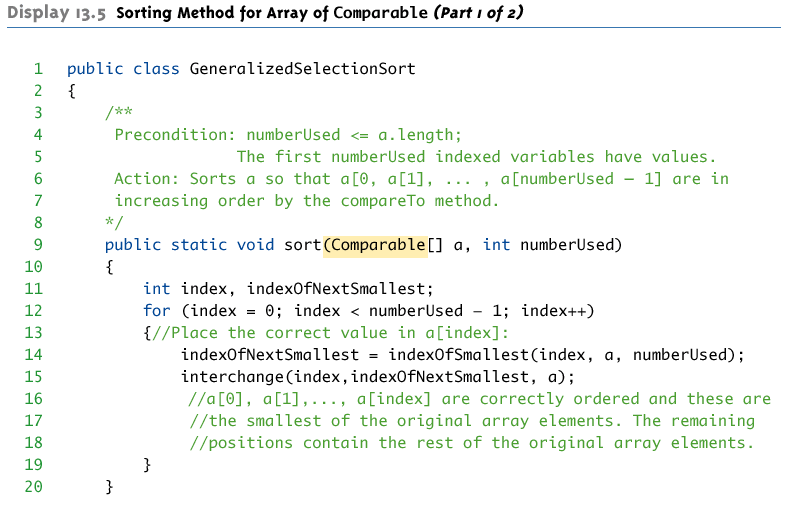 Display 13.5 Sorting Method for Array of Comparable (Part 1 of 2)
1 public class GeneralizedSelectionSort
2 {
3 /**
4 Precondition: numberUsed <= a.length;
5 The first numberUsed indexed variables have values.
6 Action: Sorts a so that a[0, a[1], ... , a[numberUsed – 1] are in
7 increasing order by the compareTo method.
8 */
9 public static void sort(Comparable[] a, int numberUsed)
10 {
11 int index, indexOfNextSmallest;
12 for (index = 0; index < numberUsed – 1; index++)
13 {//Place the correct value in a[index]:
14 indexOfNextSmallest = indexOfSmallest(index, a, numberUsed);
15 interchange(index,indexOfNextSmallest, a);
16 //a[0], a[1],..., a[index] are correctly ordered and these are
17 //the smallest of the original array elements. The remaining
18 //positions contain the rest of the original array elements.
19 }
20 }